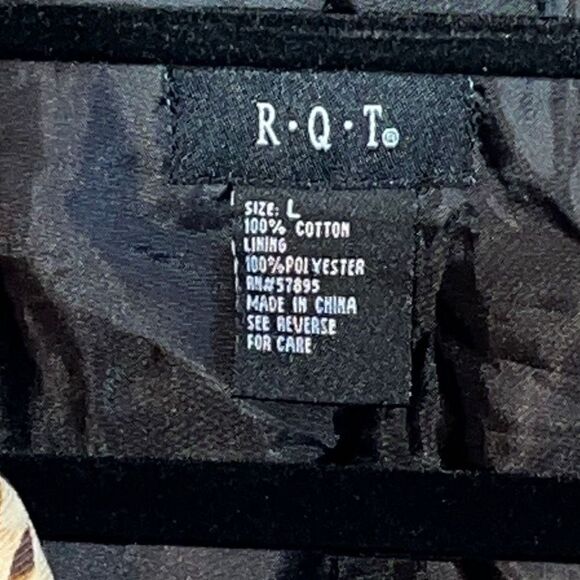 R·Q·T®
SIZE: L
100% COTTON
LINING
100%POLYESTER
RN#57895
MADE IN CHINA
SEE REVERSE
FOR CARE